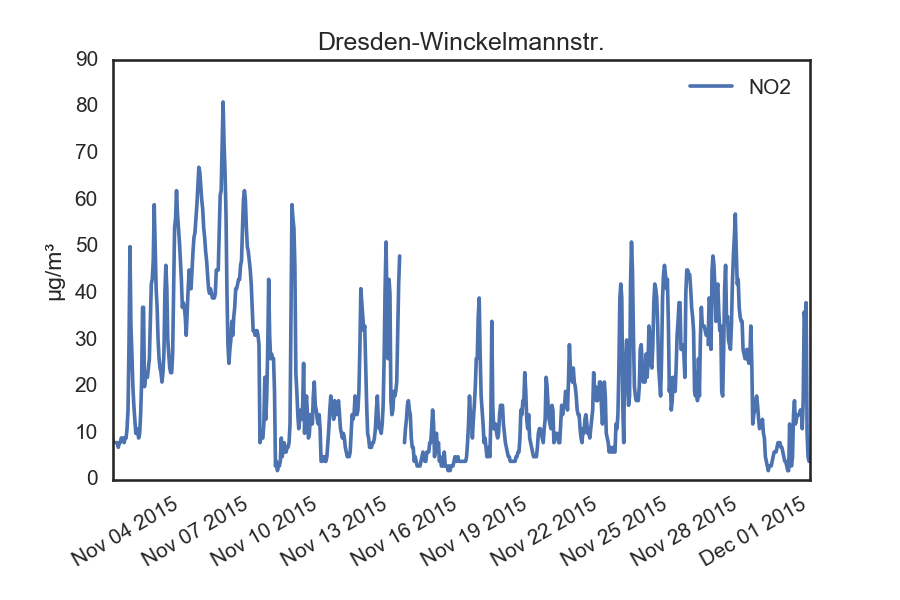 Dresden-Winckelmannstr.
90
80
70
60
50
40
30
20
10
0
µg/m³
NO2
Nov 04 2015
Nov 07 2015
Nov 10 2015
Nov 13 2015
Nov 16 2015
Nov 19 2015
Nov 22 2015
Nov 25 2015
Nov 28 2015
Dec 01 2015